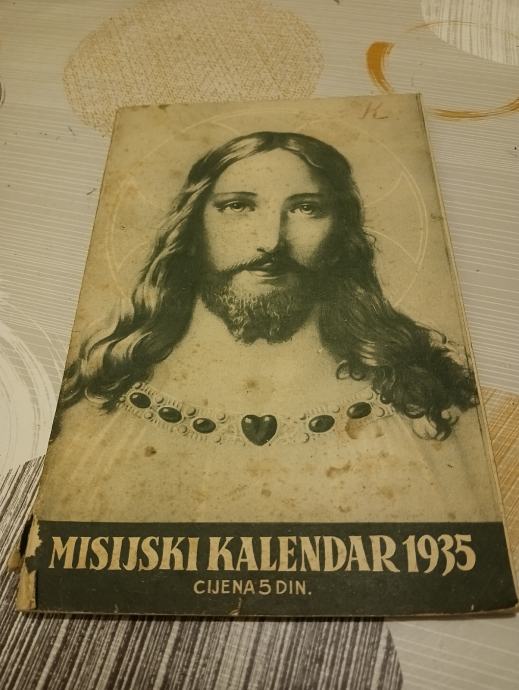 K
MISIJSKI KALENDAR 1935
CIJENA 5 DIN.